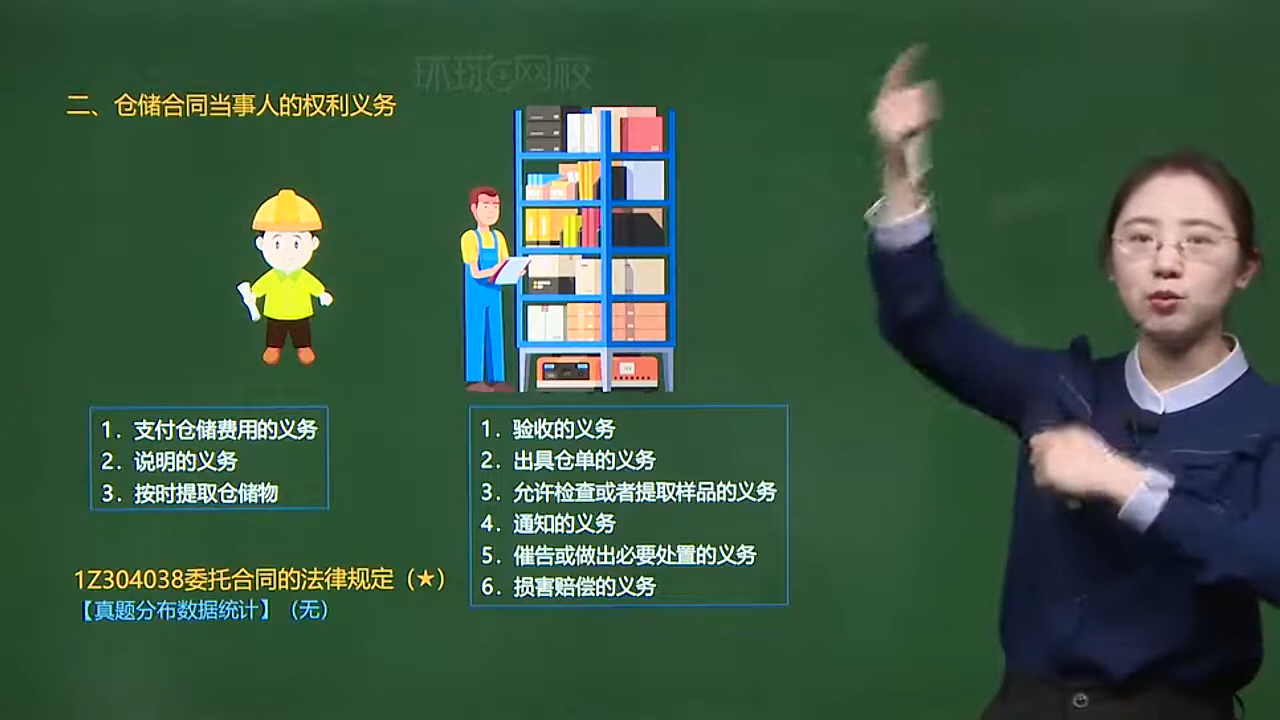 环球网校
二、仓储合同当事人的权利义务
1. 支付仓储费用的义务
2. 说明的义务
3. 按时提取仓储物
1. 验收的义务
2. 出具仓单的义务
3. 允许检查或者提取样品的义务
4. 通知的义务
5. 催告或做出必要处置的义务
6. 损害赔偿的义务
1Z304038委托合同的法律规定（★）
【真题分布数据统计】（无）